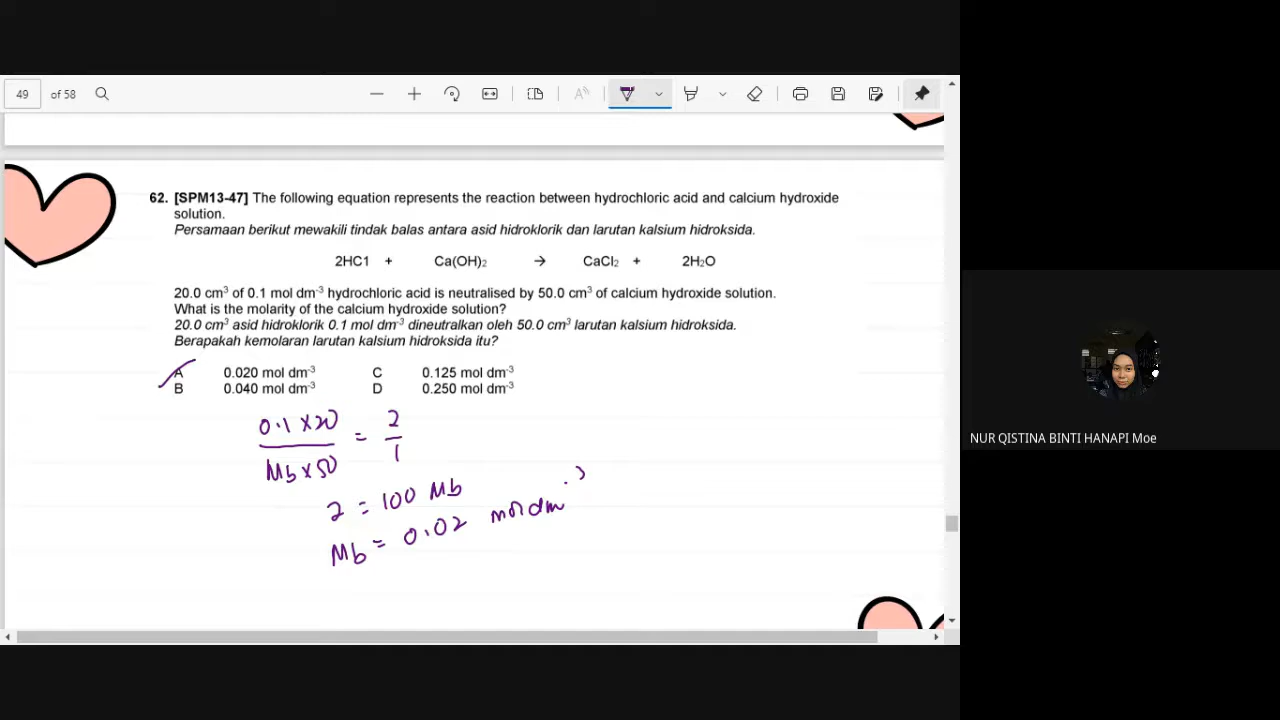 49 of 58
62. [SPM13-47] The following equation represents the reaction between hydrochloric acid and calcium hydroxide
solution.
Persamaan berikut mewakili tindak balas antara asid hidroklorik dan larutan kalsium hidroksida.
2HC1 + Ca(OH)₂ → CaCl₂ + 2H₂O
20.0 cm³ of 0.1 mol dm⁻³ hydrochloric acid is neutralised by 50.0 cm³ of calcium hydroxide solution.
What is the molarity of the calcium hydroxide solution?
20.0 cm³ asid hidroklorik 0.1 mol dm⁻³ dineutralkan oleh 50.0 cm³ larutan kalsium hidroksida.
Berapakah kemolaran larutan kalsium hidroksida itu?
A 0.020 mol dm⁻³ C 0.125 mol dm⁻³
B 0.040 mol dm⁻³ D 0.250 mol dm⁻³
0.1 × 20 = 2
Mb × 50 1
2 = 100 Mb
Mb = 0.02 mol dm⁻³
NUR QISTINA BINTI HANAPI Moe